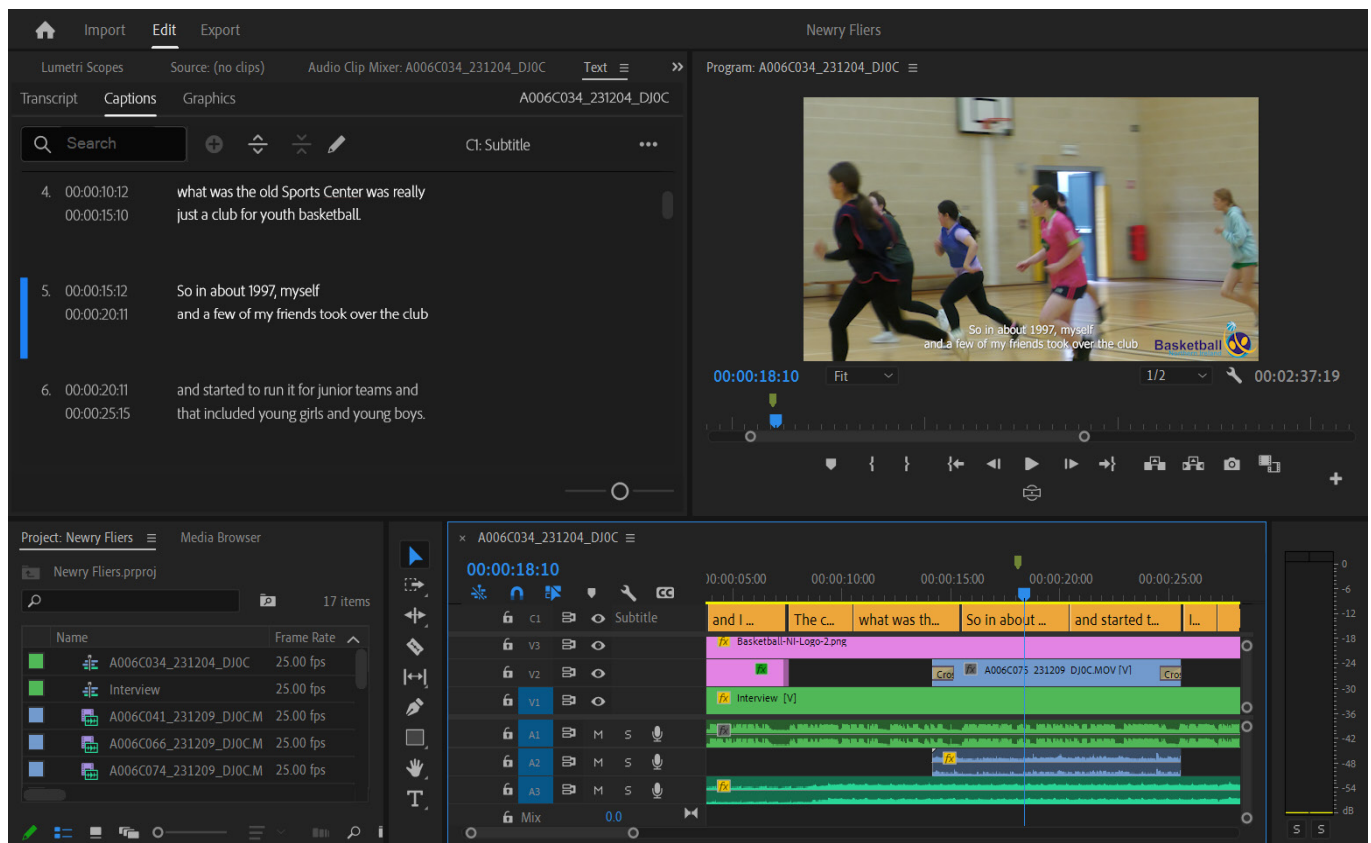 Import Edit Export Newry Fliers
Lumetri Scopes Source: (no clips) Audio Clip Mixer: A006C034_231204_DJ0C Text
Transcript Captions Graphics A006C034_231204_DJ0C
Search C1: Subtitle
4. 00:00:10:12 what was the old Sports Center was really
00:00:15:10 just a club for youth basketball.
5. 00:00:15:12 So in about 1997, myself
00:00:20:11 and a few of my friends took over the club
6. 00:00:20:11 and started to run it for junior teams and
00:00:25:15 that included young girls and young boys.
Program: A006C034_231204_DJ0C
So in about 1997, myself
and a few of my friends took over the club
Basketball
00:00:18:10 Fit 1/2 00:02:37:19
Project: Newry Fliers Media Browser
Newry Fliers.prproj
17 items
Name Frame Rate
A006C034_231204_DJ0C 25.00 fps
Interview 25.00 fps
A006C041_231209_DJ0C.M 25.00 fps
A006C066_231209_DJ0C.M 25.00 fps
A006C074_231209_DJ0C.M 25.00 fps
T
× A006C034_231204_DJ0C
00:00:18:10
CC
00:00:05:00 00:00:10:00 00:00:15:00 00:00:20:00 00:00:25:00
C1 Subtitle and I ... The c... what was th... So in about ... and started t... I...
V3 fx Basketball-NI-Logo-2.png
V2 fx Cros fx A006C075_231209_DJ0C.MOV [V] Cros
V1 fx Interview [V]
A1 M S fx
A2 M S fx
A3 M S fx
Mix 0.0
0
-6
-12
-18
-24
-30
-36
-42
-48
-54
dB
S S